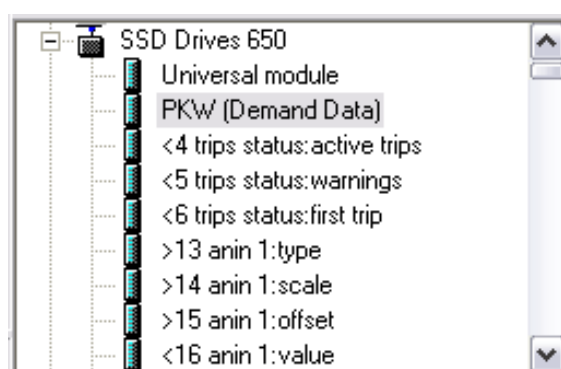 SSD Drives 650
Universal module
PKW (Demand Data)
<4 trips status:active trips
<5 trips status:warnings
<6 trips status:first trip
>13 anin 1:type
>14 anin 1:scale
>15 anin 1:offset
<16 anin 1:value